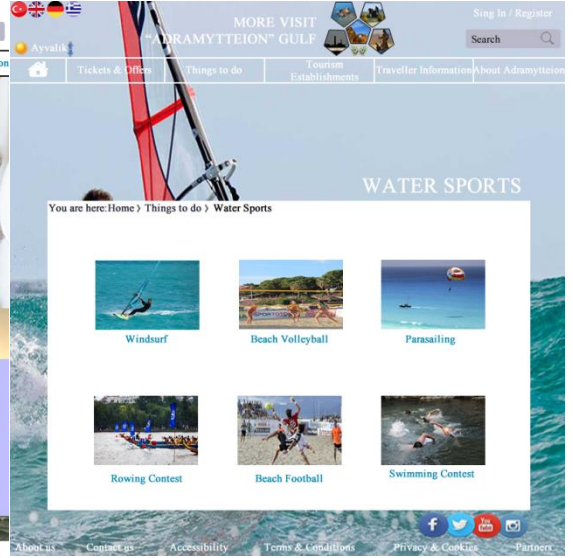 MORE VISIT
“ADRAMYTTEION” GULF
Sing In / Register
Search
Ayvalık
Tickets & Offers
Things to do
Tourism
Establishments
Traveller Information
About Adramytteion
WATER SPORTS
You are here:Home 〉 Things to do 〉 Water Sports
Windsurf
Beach Volleyball
Parasailing
Rowing Contest
Beach Football
Swimming Contest
About us
Contact us
Accessibility
Terms & Conditions
Privacy & Cookies
Partners